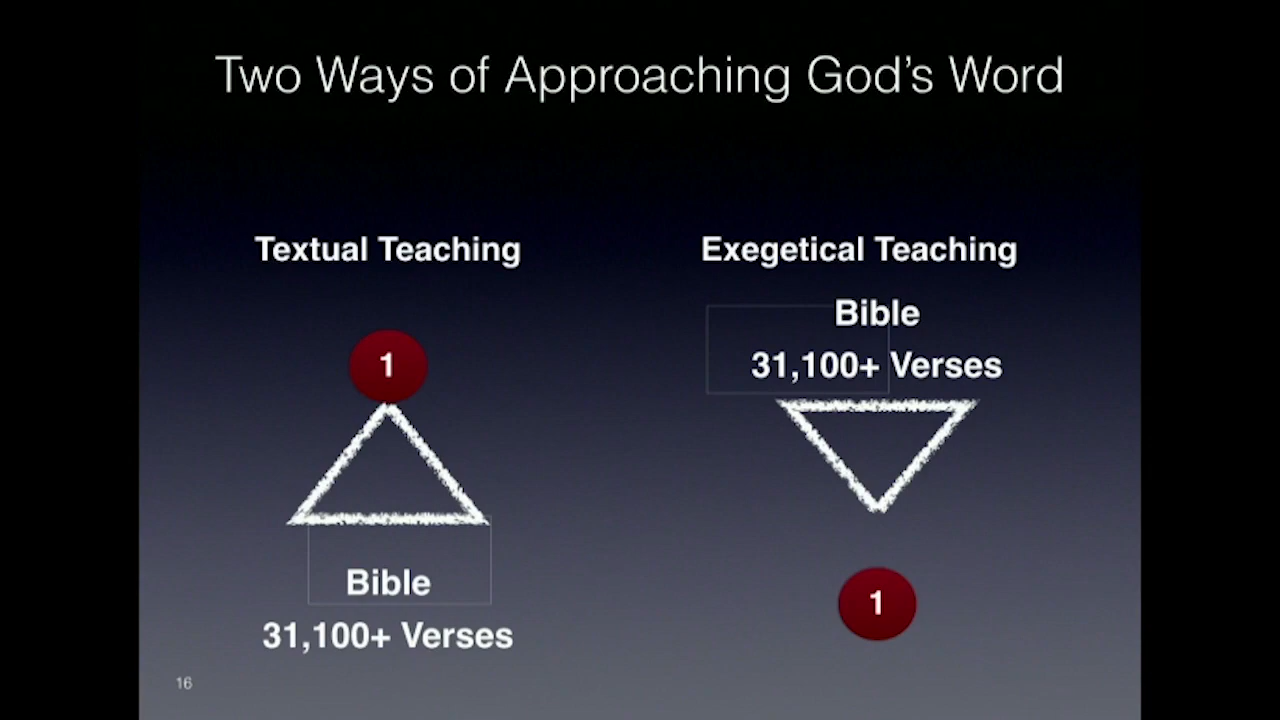 Two Ways of Approaching God’s Word
Textual Teaching
1
Bible
31,100+ Verses
Exegetical Teaching
Bible
31,100+ Verses
1
16